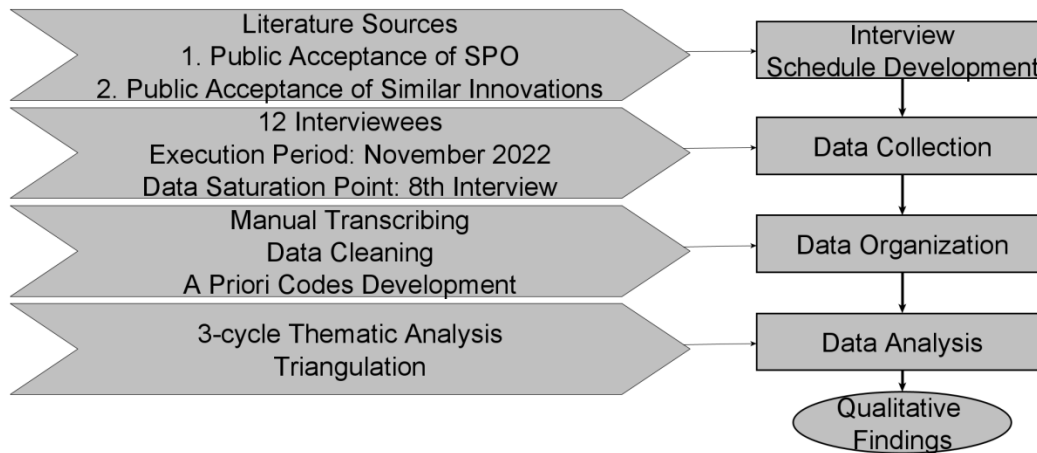 Literature Sources
1. Public Acceptance of SPO
2. Public Acceptance of Similar Innovations
Interview
Schedule Development
12 Interviewees
Execution Period: November 2022
Data Saturation Point: 8th Interview
Data Collection
Manual Transcribing
Data Cleaning
A Priori Codes Development
Data Organization
3-cycle Thematic Analysis
Triangulation
Data Analysis
Qualitative
Findings